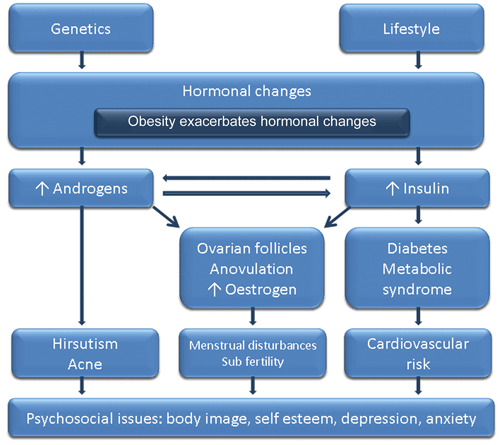 Genetics
Lifestyle
Hormonal changes
Obesity exacerbates hormonal changes
↑ Androgens
↑ Insulin
Ovarian follicles
Anovulation
↑ Oestrogen
Diabetes
Metabolic
syndrome
Hirsutism
Acne
Menstrual disturbances
Sub fertility
Cardiovascular
risk
Psychosocial issues: body image, self esteem, depression, anxiety